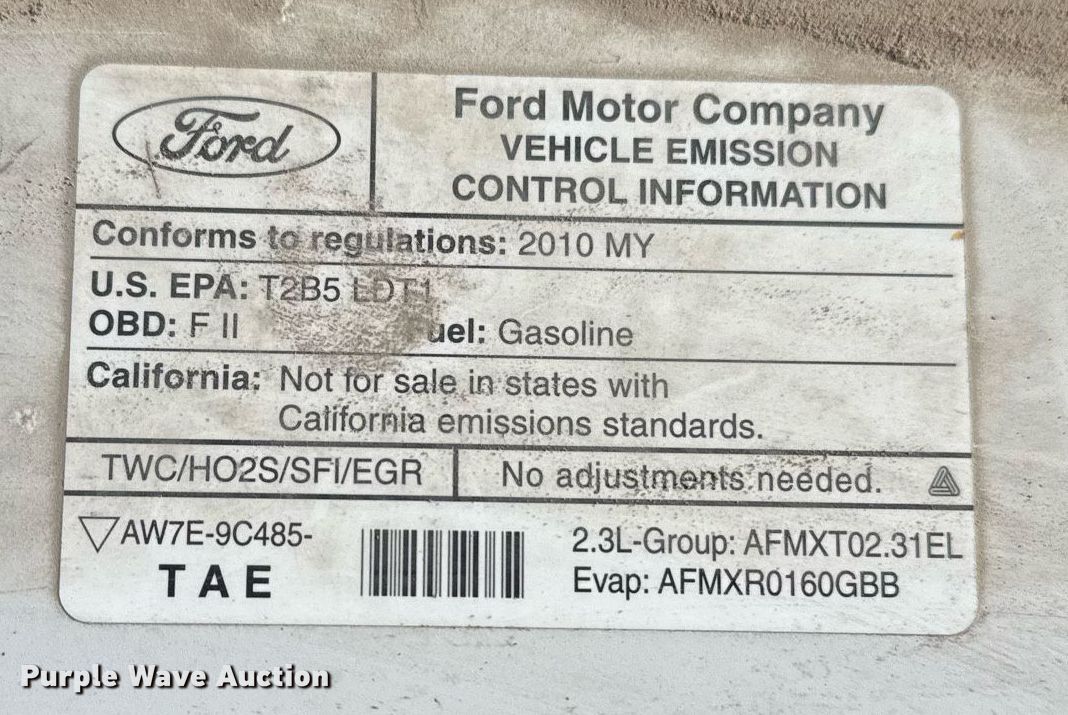 Ford
Ford Motor Company
VEHICLE EMISSION
CONTROL INFORMATION
Conforms to regulations: 2010 MY
U.S. EPA: T2B5 LDT1
OBD: F II uel: Gasoline
California: Not for sale in states with
California emissions standards.
TWC/HO2S/SFI/EGR No adjustments needed.
AW7E-9C485-
TAE
2.3L-Group: AFMXT02.31EL
Evap: AFMXR0160GBB
Purple Wave Auction